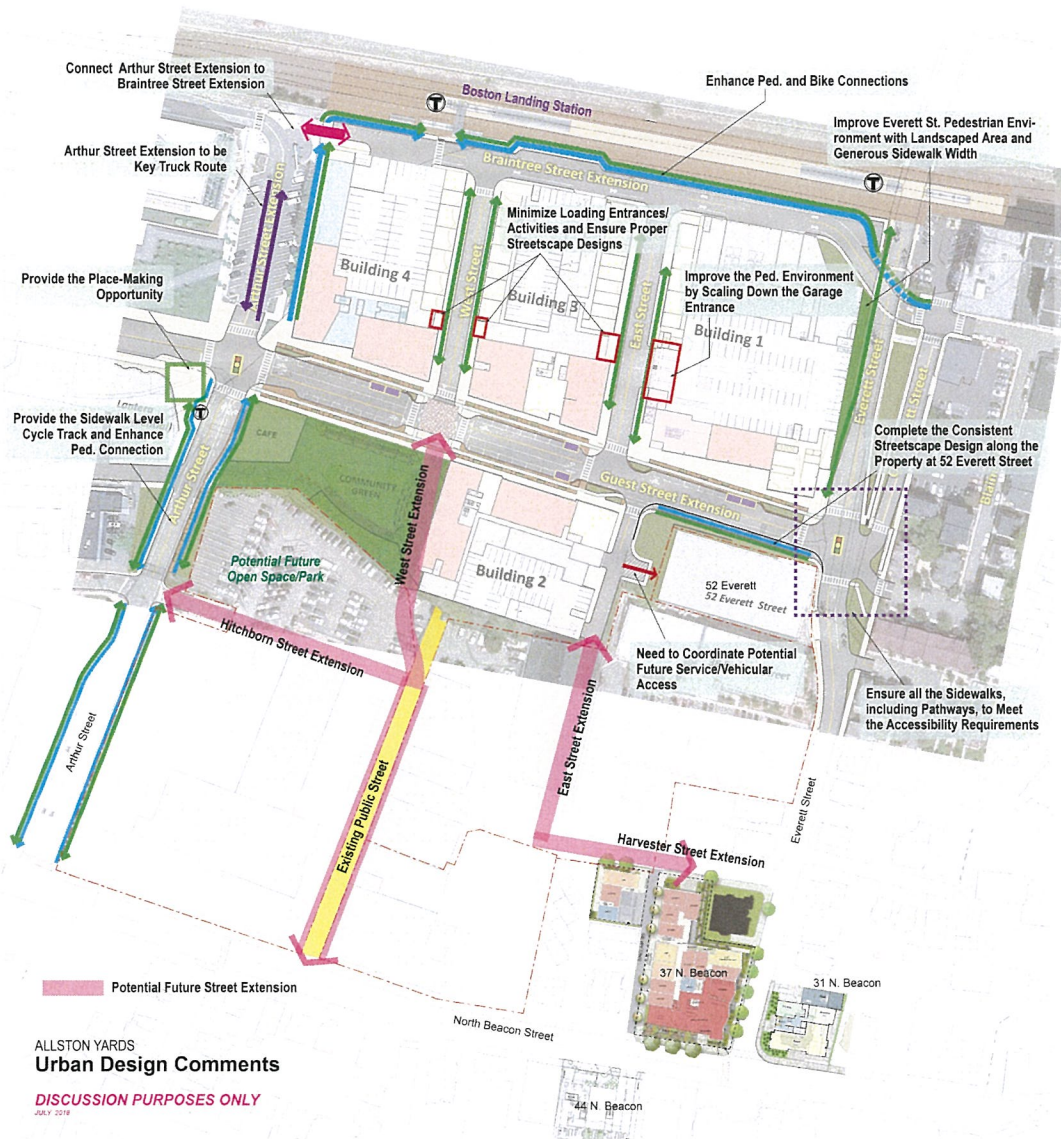 Connect Arthur Street Extension to
Braintree Street Extension
Boston Landing Station
T
Enhance Ped. and Bike Connections
Improve Everett St. Pedestrian Envi-
ronment with Landscaped Area and
Generous Sidewalk Width
T
Arthur Street Extension to be
Key Truck Route
Arthur Street Extension
Braintree Street Extension
Minimize Loading Entrances/
Activities and Ensure Proper
Streetscape Designs
Building 4
West Street
Building 3
East Street
Improve the Ped. Environment
by Scaling Down the Garage
Entrance
Building 1
Everett Street
tt Street
Provide the Place-Making
Opportunity
Lantera
T
Provide the Sidewalk Level
Cycle Track and Enhance
Ped. Connection
Arthur Street
CAFE
COMMUNITY
GREEN
Complete the Consistent
Streetscape Design along the
Property at 52 Everett Street
Guest Street Extension
West Street Extension
Potential Future
Open Space/Park
Building 2
52 Everett
52 Everett Street
Hitchborn Street Extension
Need to Coordinate Potential
Future Service/Vehicular
Access
Ensure all the Sidewalks,
including Pathways, to Meet
the Accessibility Requirements
Arthur Street
Existing Public Street
East Street Extension
Everett Street
Harvester Street Extension
37 N. Beacon
31 N. Beacon
Potential Future Street Extension
North Beacon Street
ALLSTON YARDS
Urban Design Comments
DISCUSSION PURPOSES ONLY
44 N. Beacon